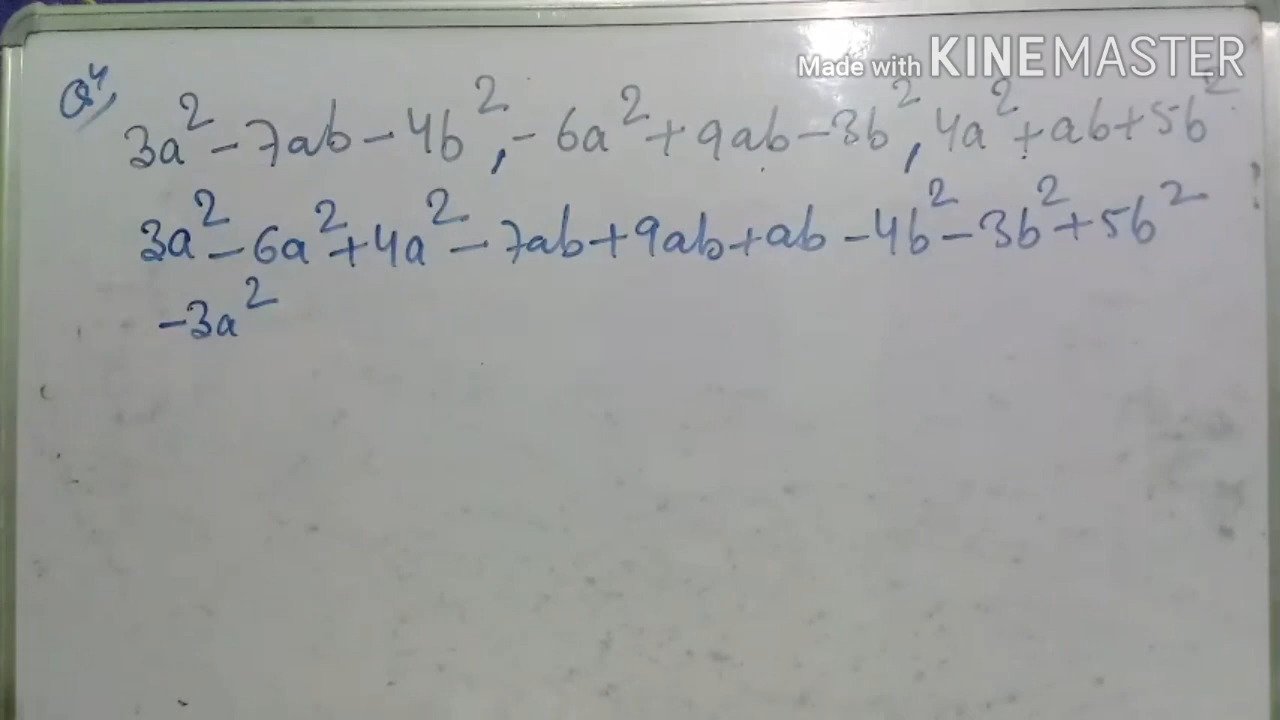 Made with KINEMASTER
Q4,
3a² - 7ab - 4b², - 6a² + 9ab - 3b², 4a² + ab + 5b²
3a² - 6a² + 4a² - 7ab + 9ab + ab - 4b² - 3b² + 5b²
-3a²